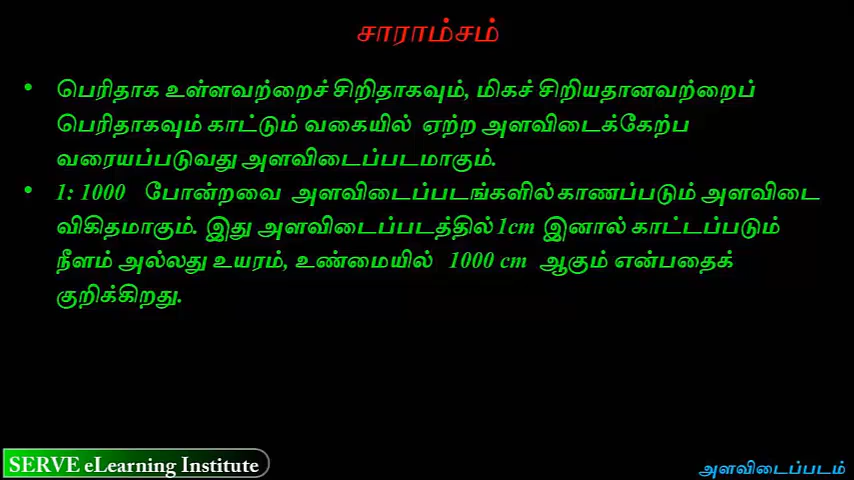 சாராம்சம்
• பெரிதாக உள்ளவற்றைச் சிறிதாகவும், மிகச் சிறியதானவற்றைப்
பெரிதாகவும் காட்டும் வகையில் ஏற்ற அளவிடைக்கேற்ப
வரையப்படுவது அளவிடைப்படமாகும்.
• 1: 1000 போன்றவை அளவிடைப்படங்களில் காணப்படும் அளவிடை
விகிதமாகும். இது அளவிடைப்படத்தில் 1cm இனால் காட்டப்படும்
நீளம் அல்லது உயரம், உண்மையில் 1000 cm ஆகும் என்பதைக்
குறிக்கிறது.
SERVE eLearning Institute
அளவிடைப்படம்